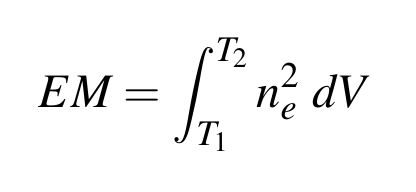 $EM = \int_{T_1}^{T_2} n_e^2 \, dV$